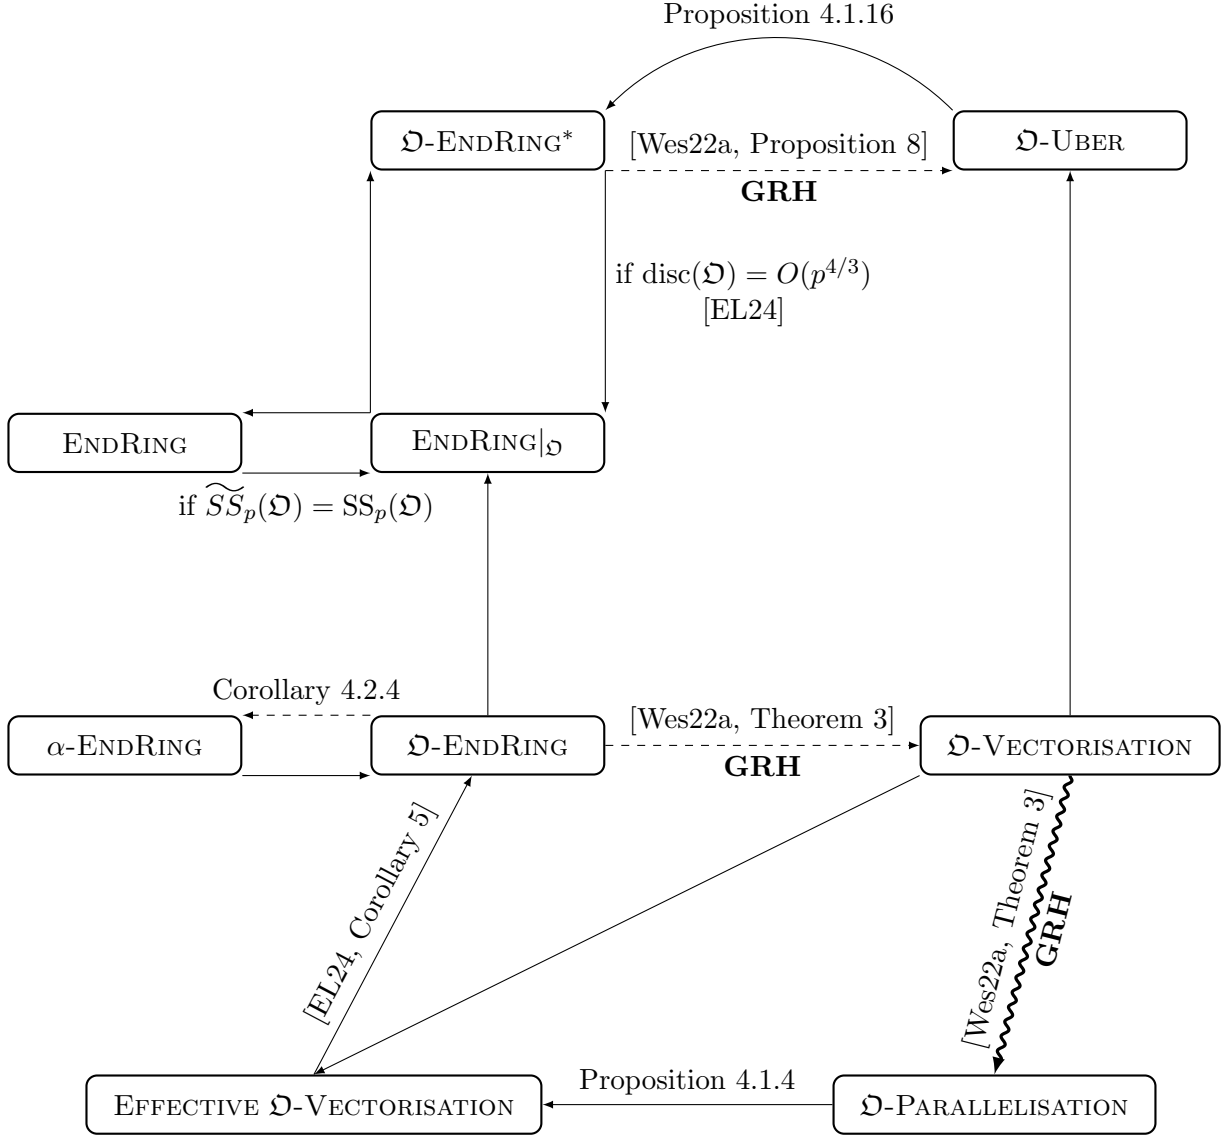 Proposition 4.1.16
𝔒-ENDRING*
[Wes22a, Proposition 8]
GRH
𝔒-UBER
if disc(𝔒) = O(p^{4/3})
[EL24]
ENDRING
ENDRING|_𝔒
if \widetilde{SS}_p(𝔒) = SS_p(𝔒)
Corollary 4.2.4
α-ENDRING
𝔒-ENDRING
[Wes22a, Theorem 3]
GRH
𝔒-VECTORISATION
[EL24, Corollary 5]
[Wes22a, Theorem 3]
GRH
EFFECTIVE 𝔒-VECTORISATION
Proposition 4.1.4
𝔒-PARALLELISATION